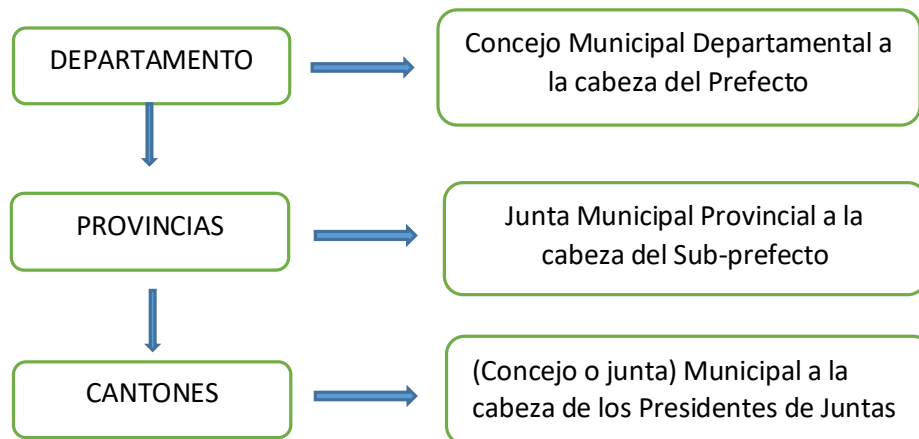 DEPARTAMENTO
Concejo Municipal Departamental a
la cabeza del Prefecto
PROVINCIAS
Junta Municipal Provincial a la
cabeza del Sub-prefecto
CANTONES
(Concejo o junta) Municipal a la
cabeza de los Presidentes de Juntas